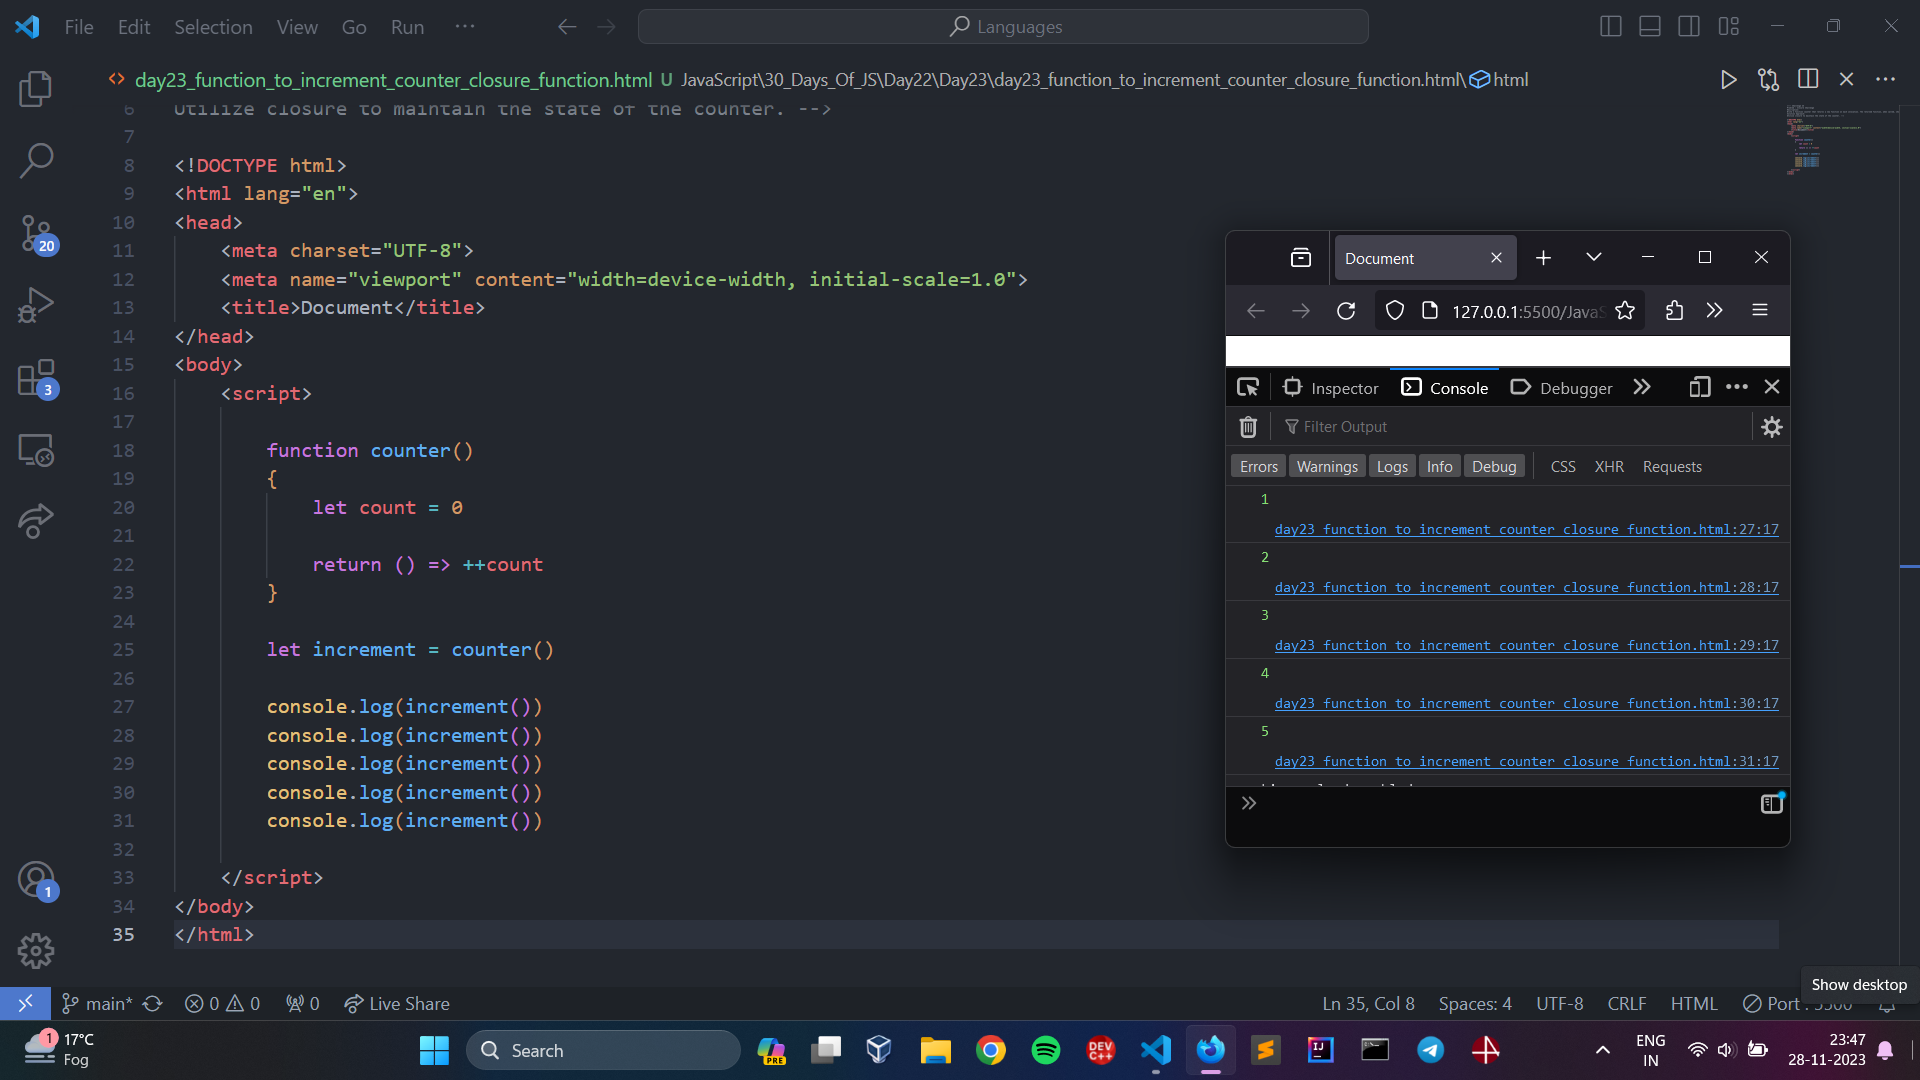 File Edit Selection View Go Run ··· Languages
day23_function_to_increment_counter_closure_function.html U JavaScript\30_Days_Of_JS\Day22\Day23\day23_function_to_increment_counter_closure_function.html\html
6 Utilize closure to maintain the state of the counter. -->
7
8 <!DOCTYPE html>
9 <html lang="en">
10 <head>
11 <meta charset="UTF-8">
12 <meta name="viewport" content="width=device-width, initial-scale=1.0">
13 <title>Document</title>
14 </head>
15 <body>
16 <script>
17
18 function counter()
19 {
20 let count = 0
21
22 return () => ++count
23 }
24
25 let increment = counter()
26
27 console.log(increment())
28 console.log(increment())
29 console.log(increment())
30 console.log(increment())
31 console.log(increment())
32
33 </script>
34 </body>
35 </html>
20
3
1
Document
127.0.0.1:5500/JavaS
Inspector Console Debugger
Filter Output
Errors Warnings Logs Info Debug CSS XHR Requests
1
day23_function_to_increment_counter_closure_function.html:27:17
2
day23_function_to_increment_counter_closure_function.html:28:17
3
day23_function_to_increment_counter_closure_function.html:29:17
4
day23_function_to_increment_counter_closure_function.html:30:17
5
day23_function_to_increment_counter_closure_function.html:31:17
Show desktop
main* 0 0 0 Live Share Ln 35, Col 8 Spaces: 4 UTF-8 CRLF HTML Port : 5500
1 17°C
Fog
Search
PRE
DEV
C++
IJ
ENG
IN
23:47
28-11-2023